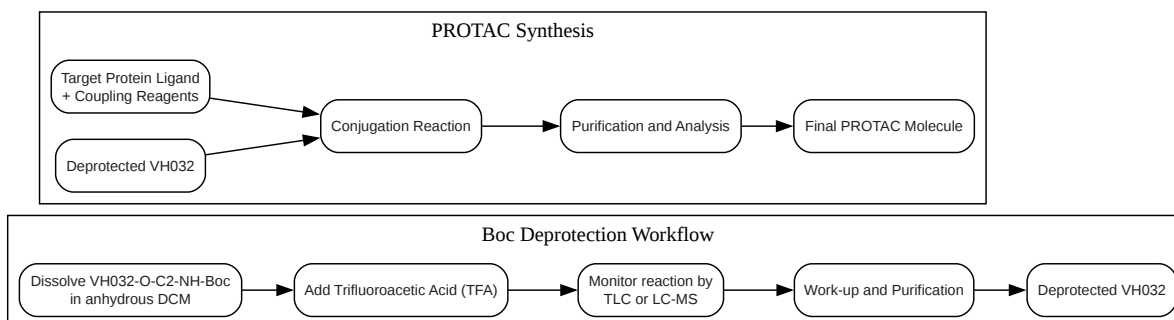 PROTAC Synthesis
Target Protein Ligand
+ Coupling Reagents
Deprotected VH032
Conjugation Reaction
Purification and Analysis
Final PROTAC Molecule
Boc Deprotection Workflow
Dissolve VH032-O-C2-NH-Boc
in anhydrous DCM
Add Trifluoroacetic Acid (TFA)
Monitor reaction by
TLC or LC-MS
Work-up and Purification
Deprotected VH032